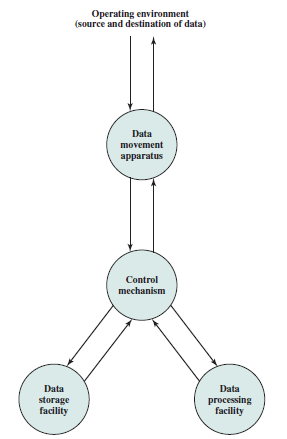 Operating environment
(source and destination of data)
Data
movement
apparatus
Control
mechanism
Data
storage
facility
Data
processing
facility